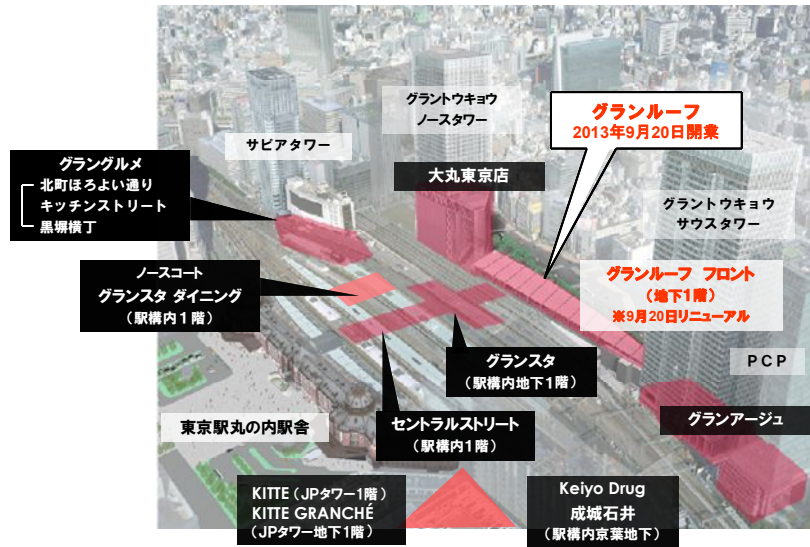 グラントウキョウ
ノースタワー
グランルーフ
2013年9月20日開業
サピアタワー
グラングルメ
北町ほろよい通り
キッチンストリート
黒塀横丁
大丸東京店
グラントウキョウ
サウスタワー
ノースコート
グランスタ ダイニング
(駅構内1階)
グランルーフ フロント
(地下1階)
※9月20日リニューアル
グランスタ
(駅構内地下1階)
PCP
東京駅丸の内駅舎
セントラルストリート
(駅構内1階)
グランアージュ
KITTE(JPタワー1階)
KITTE GRANCHÉ
(JPタワー地下1階)
Keiyo Drug
成城石井
(駅構内京葉地下)